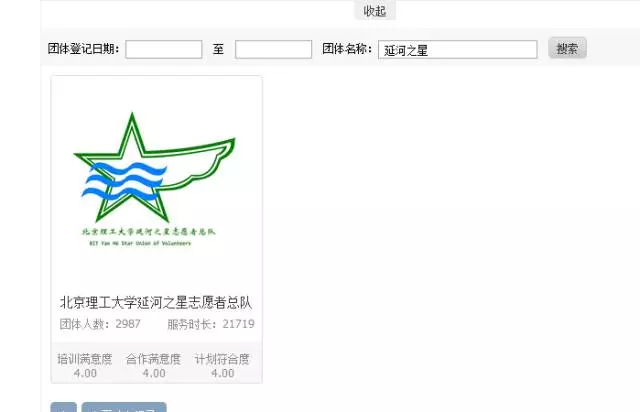 收起
团体登记日期： 至 团体名称： 延河之星 搜索
北京理工大学延河之星志愿者总队
BIT Yan He Star Union of Volunteers
北京理工大学延河之星志愿者总队
团体人数：2987 服务时长：21719
培训满意度 合作满意度 计划符合度
4.00 4.00 4.00